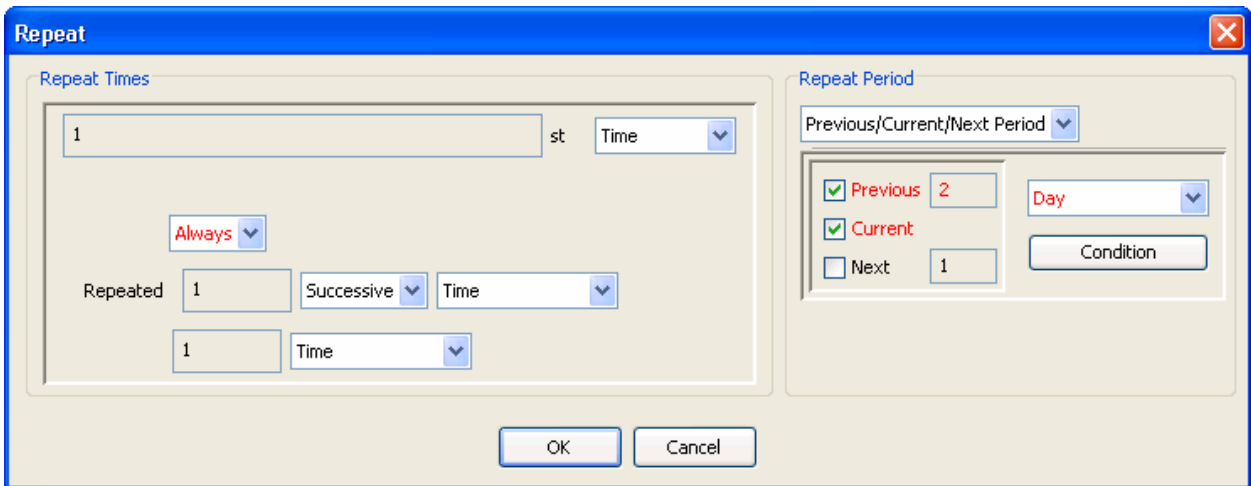 Repeat
Repeat Times
1 st Time
Always
Repeated 1 Successive Time
1 Time
Repeat Period
Previous/Current/Next Period
Previous 2 Day
Current
Condition
Next 1
OK Cancel